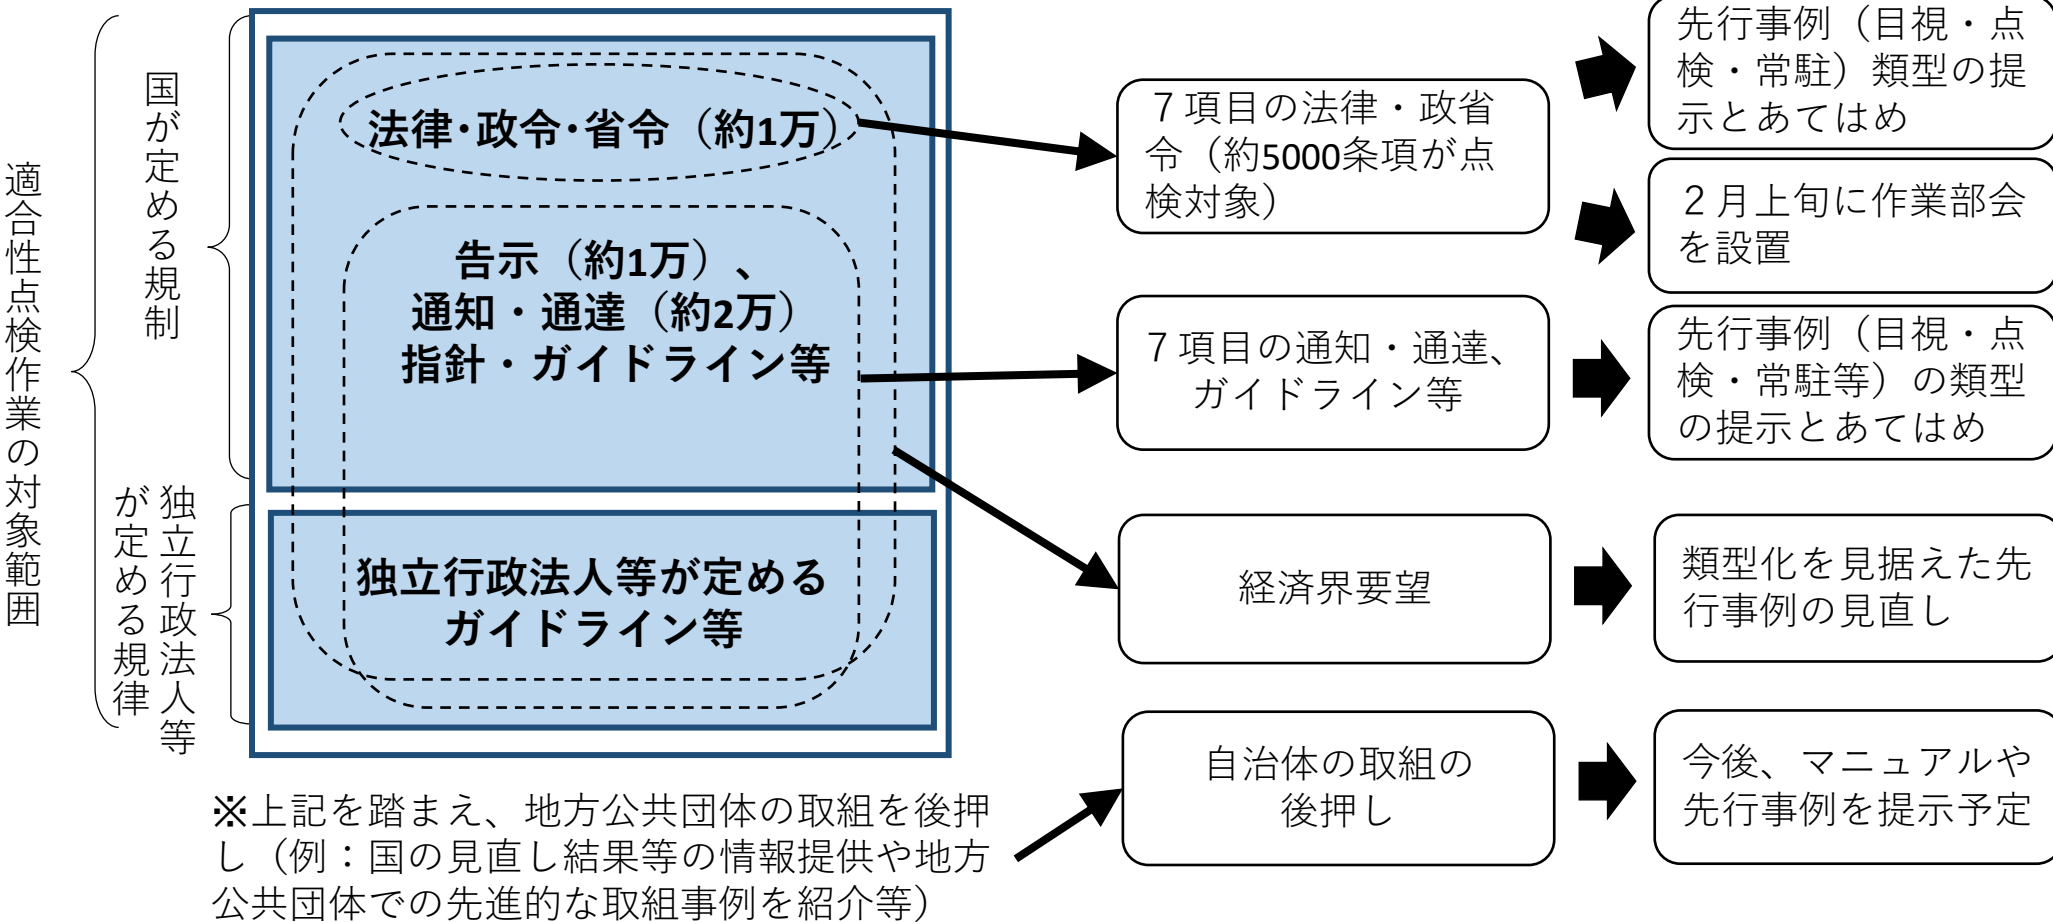 適合性点検作業の対象範囲
国が定める規制
独立行政法人等
が定める規律
法律・政令・省令（約1万）
告示（約1万）、
通知・通達（約2万）
指針・ガイドライン等
独立行政法人等が定める
ガイドライン等
※上記を踏まえ、地方公共団体の取組を後押
し（例：国の見直し結果等の情報提供や地方
公共団体での先進的な取組事例を紹介等）
７項目の法律・政省
令（約5000条項が点
検対象）
７項目の通知・通達、
ガイドライン等
経済界要望
自治体の取組の
後押し
先行事例（目視・点
検・常駐）類型の提
示とあてはめ
２月上旬に作業部会
を設置
先行事例（目視・点
検・常駐等）の類型
の提示とあてはめ
類型化を見据えた先
行事例の見直し
今後、マニュアルや
先行事例を提示予定